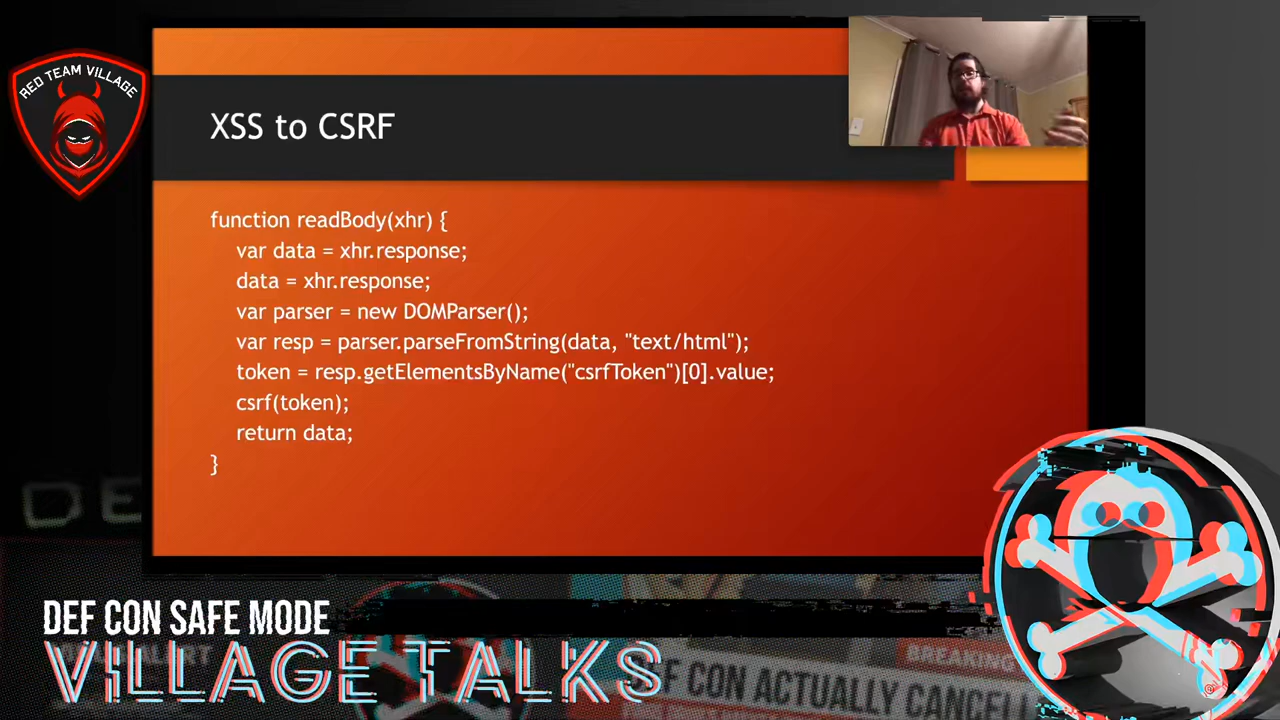 RED TEAM VILLAGE
XSS to CSRF
function readBody(xhr) {
var data = xhr.response;
data = xhr.response;
var parser = new DOMParser();
var resp = parser.parseFromString(data, "text/html");
token = resp.getElementsByName("csrfToken")[0].value;
csrf(token);
return data;
}
DE
DEF CON SAFE MODE
VILLAGE TALKS
BREAKING
DEF CON ACTUALLY CANCELL